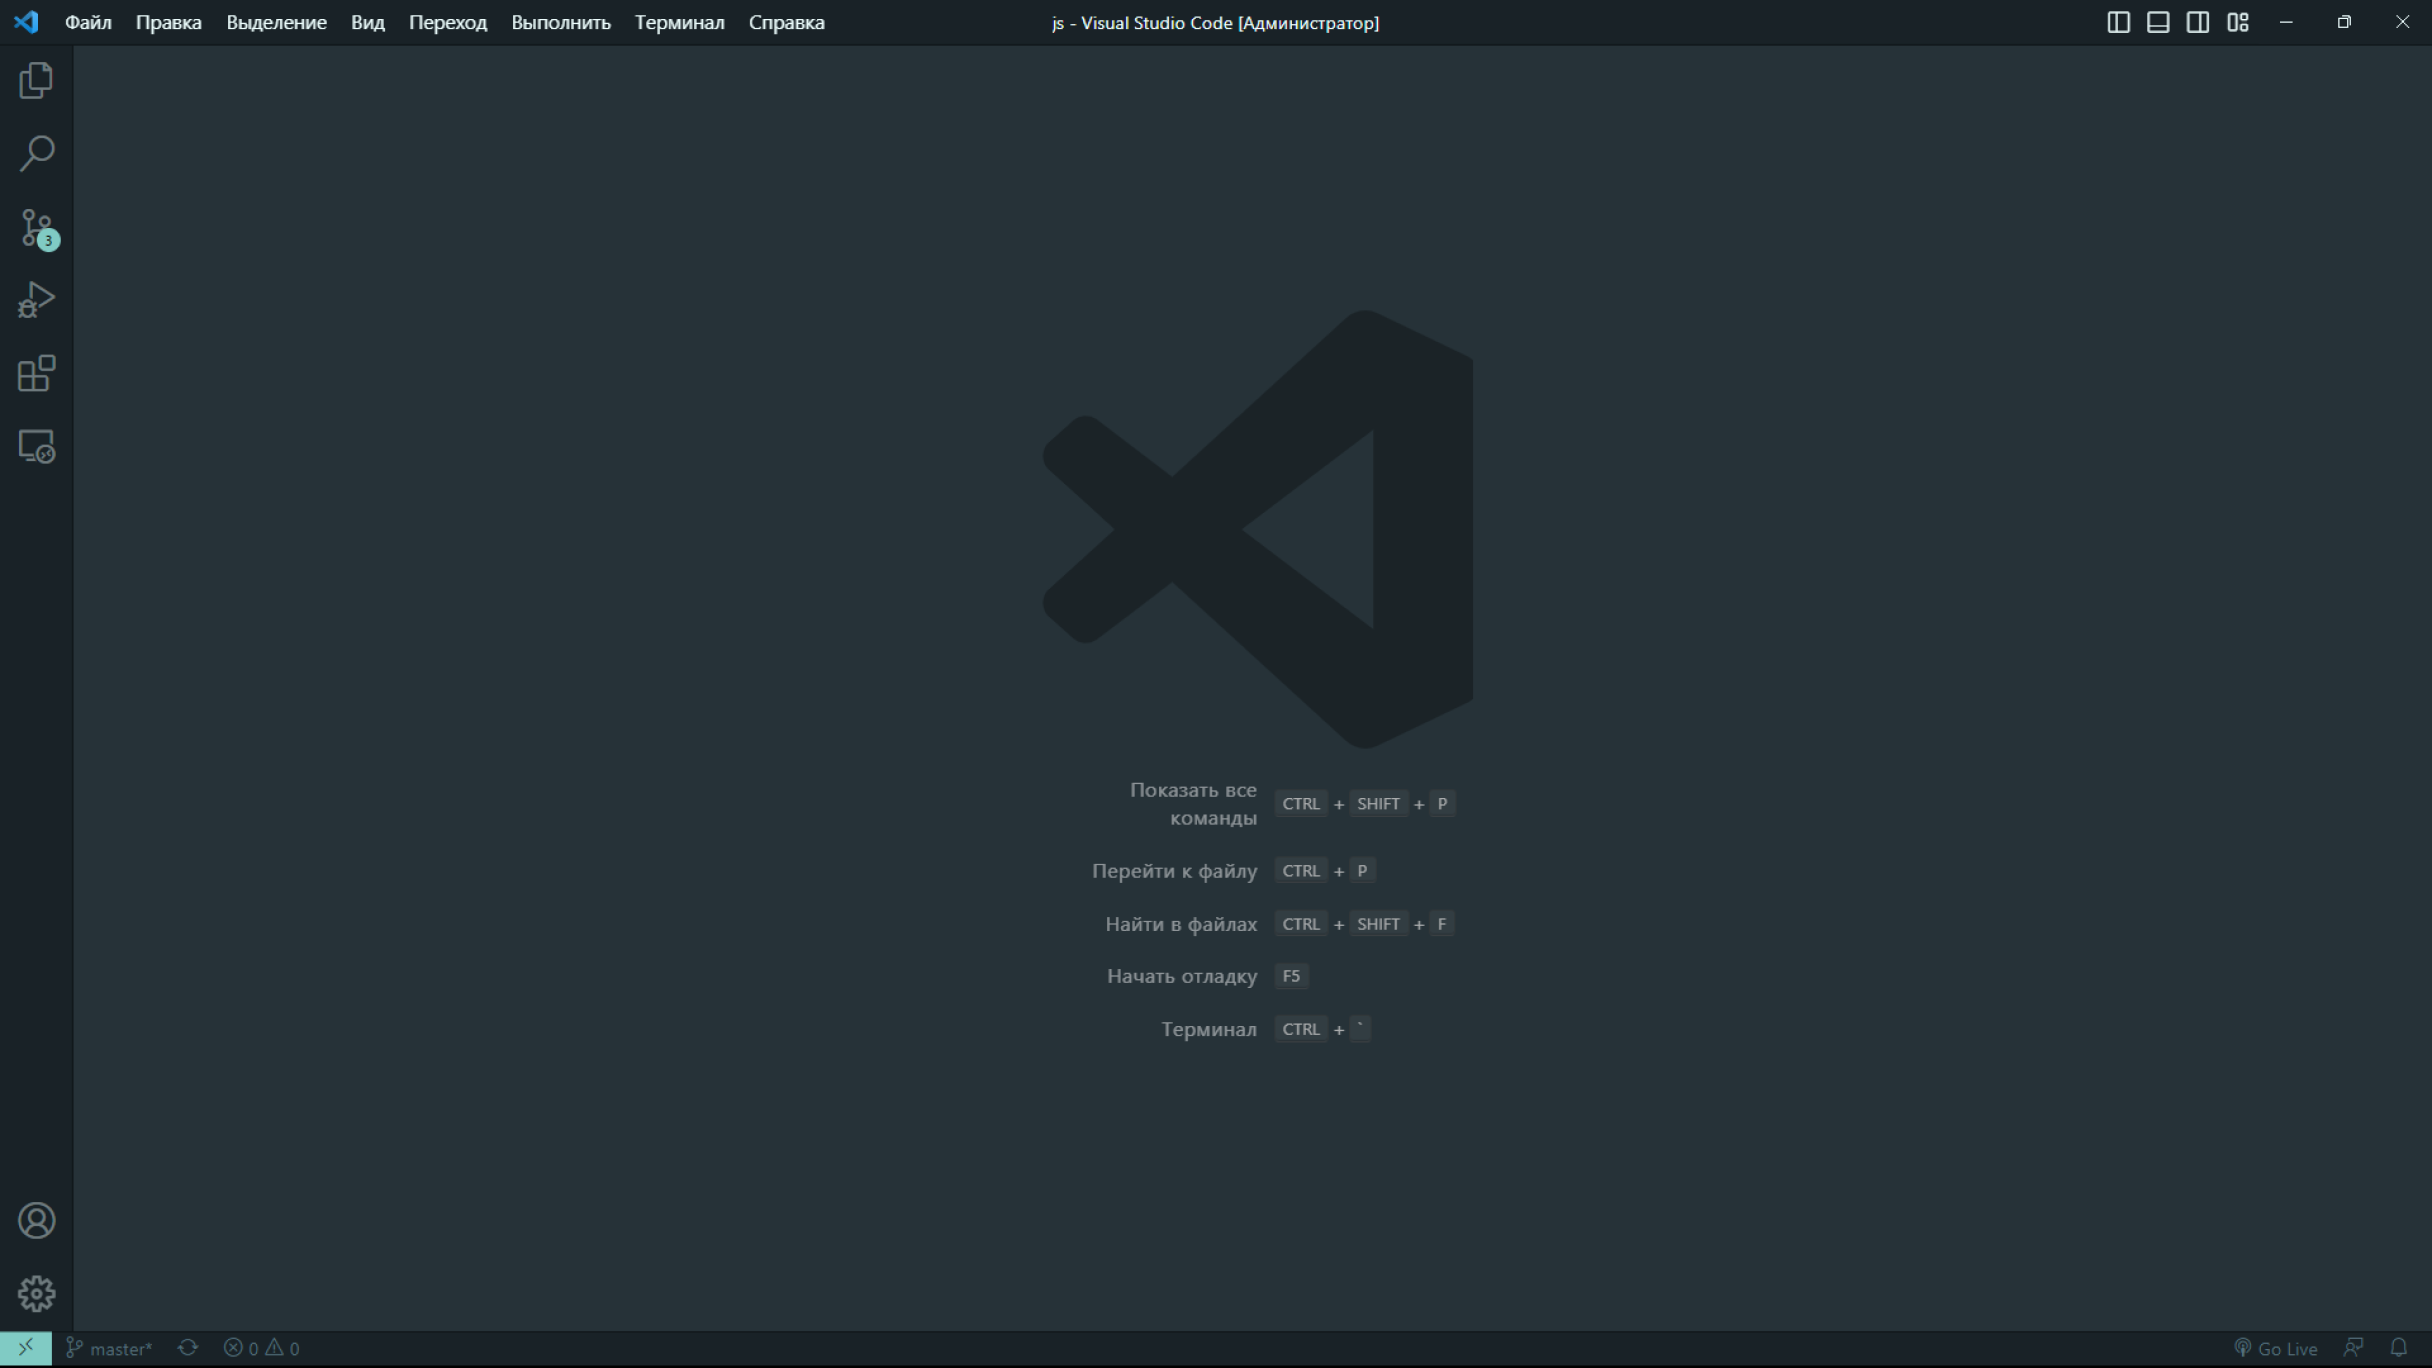 Файл Правка Выделение Вид Переход Выполнить Терминал Справка js - Visual Studio Code [Администратор]
3
Показать все
команды CTRL + SHIFT + P
Перейти к файлу CTRL + P
Найти в файлах CTRL + SHIFT + F
Начать отладку F5
Терминал CTRL + `
master* 0 0 Go Live